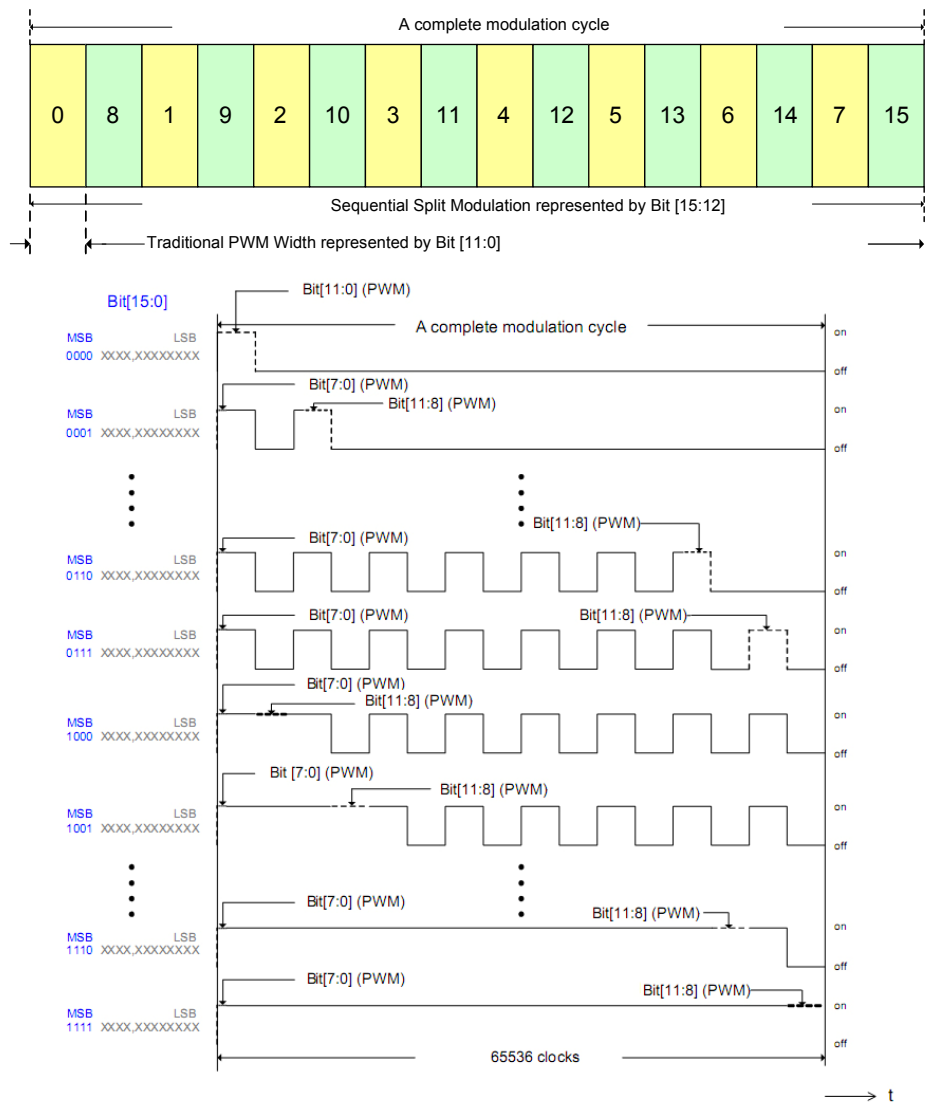 A complete modulation cycle
0 8 1 9 2 10 3 11 4 12 5 13 6 14 7 15
Sequential Split Modulation represented by Bit [15:12]
Traditional PWM Width represented by Bit [11:0]
Bit[15:0]
Bit[11:0] (PWM)
A complete modulation cycle
MSB LSB
0000 XXXX,XXXXXXXX
on
off
Bit[7:0] (PWM)
Bit[11:8] (PWM)
MSB LSB
0001 XXXX,XXXXXXXX
on
off
Bit[7:0] (PWM)
Bit[11:8] (PWM)
MSB LSB
0110 XXXX,XXXXXXXX
on
off
Bit[7:0] (PWM)
Bit[11:8] (PWM)
MSB LSB
0111 XXXX,XXXXXXXX
on
off
Bit[7:0] (PWM)
Bit[11:8] (PWM)
MSB LSB
1000 XXXX,XXXXXXXX
on
off
Bit [7:0] (PWM)
Bit[11:8] (PWM)
MSB LSB
1001 XXXX,XXXXXXXX
on
off
Bit[7:0] (PWM)
Bit[11:8] (PWM)
MSB LSB
1110 XXXX,XXXXXXXX
on
off
Bit[7:0] (PWM)
Bit[11:8] (PWM)
MSB LSB
1111 XXXX,XXXXXXXX
on
off
65536 clocks
t